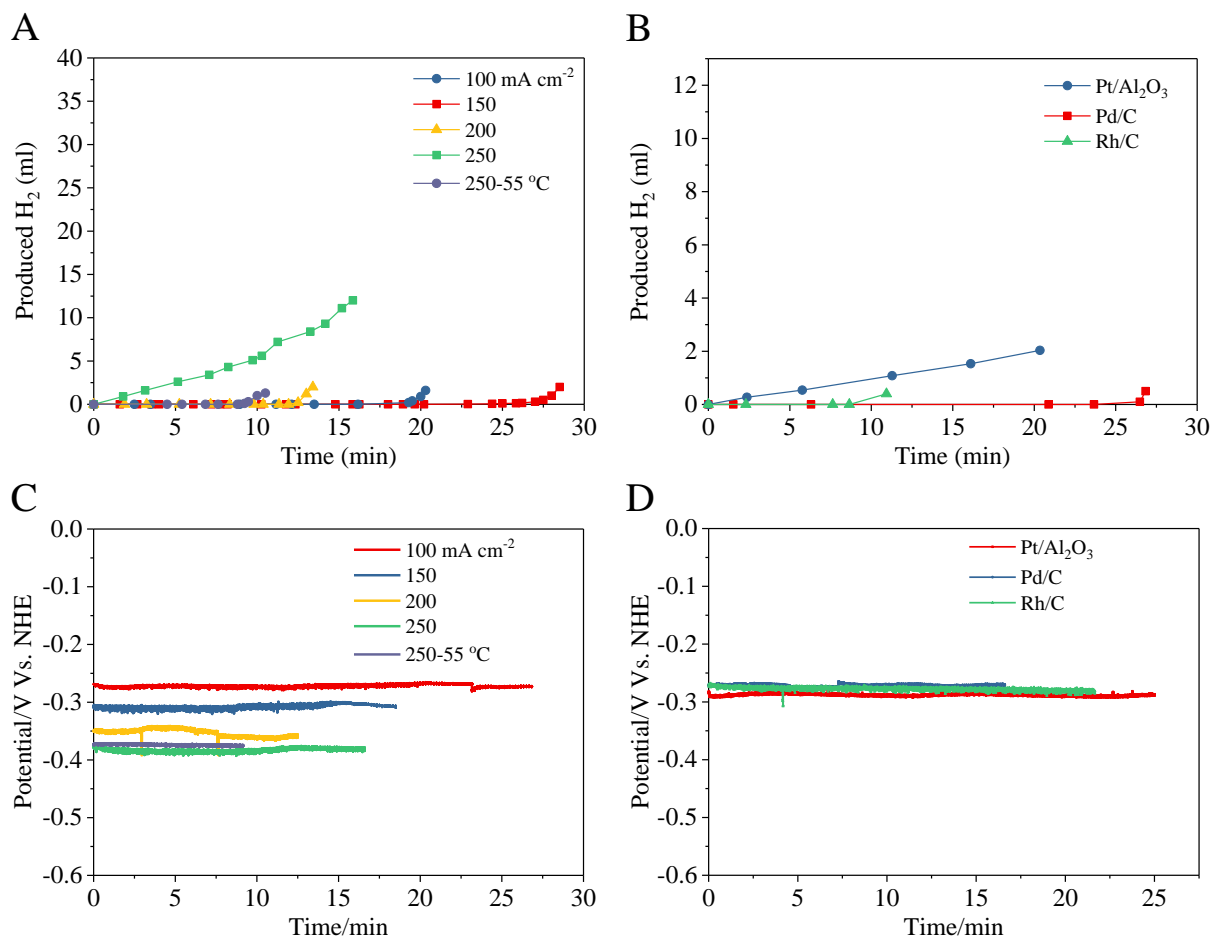 A
40
35
30
25
20
15
10
5
0
Produced H₂ (ml)
0 5 10 15 20 25 30
Time (min)
100 mA cm⁻²
150
200
250
250-55 °C
B
12
10
8
6
4
2
0
Produced H₂ (ml)
0 5 10 15 20 25 30
Time (min)
Pt/Al₂O₃
Pd/C
Rh/C
C
0.0
-0.1
-0.2
-0.3
-0.4
-0.5
-0.6
Potential/V Vs. NHE
0 5 10 15 20 25 30
Time/min
100 mA cm⁻²
150
200
250
250-55 °C
D
0.0
-0.1
-0.2
-0.3
-0.4
-0.5
-0.6
Potential/V Vs. NHE
0 5 10 15 20 25
Time/min
Pt/Al₂O₃
Pd/C
Rh/C